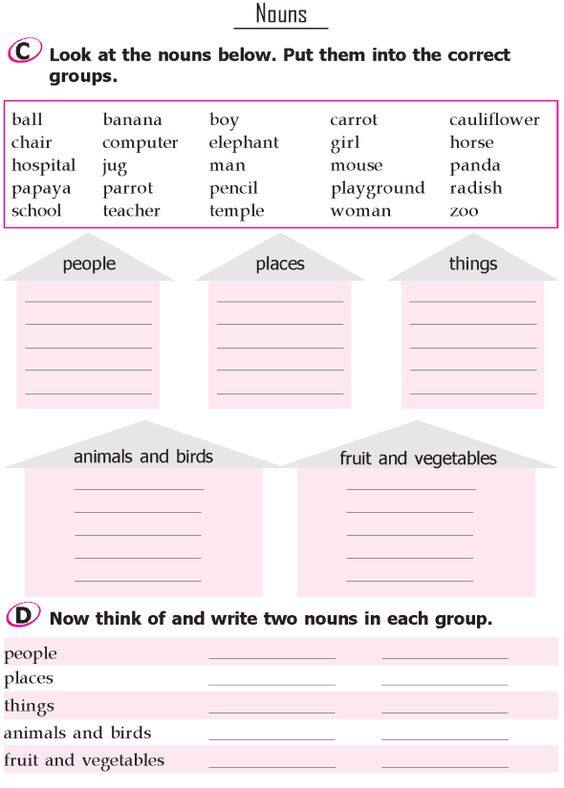 Nouns
C Look at the nouns below. Put them into the correct
groups.
ball banana boy carrot cauliflower
chair computer elephant girl horse
hospital jug man mouse panda
papaya parrot pencil playground radish
school teacher temple woman zoo
people places things
animals and birds fruit and vegetables
D Now think of and write two nouns in each group.
people
places
things
animals and birds
fruit and vegetables